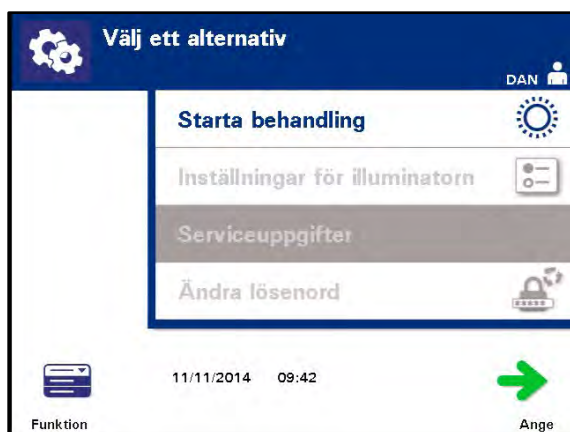 Välj ett alternativ
DAN
Starta behandling
Inställningar för illuminatorn
Serviceuppgifter
Ändra lösenord
11/11/2014 09:42
Funktion
Ange